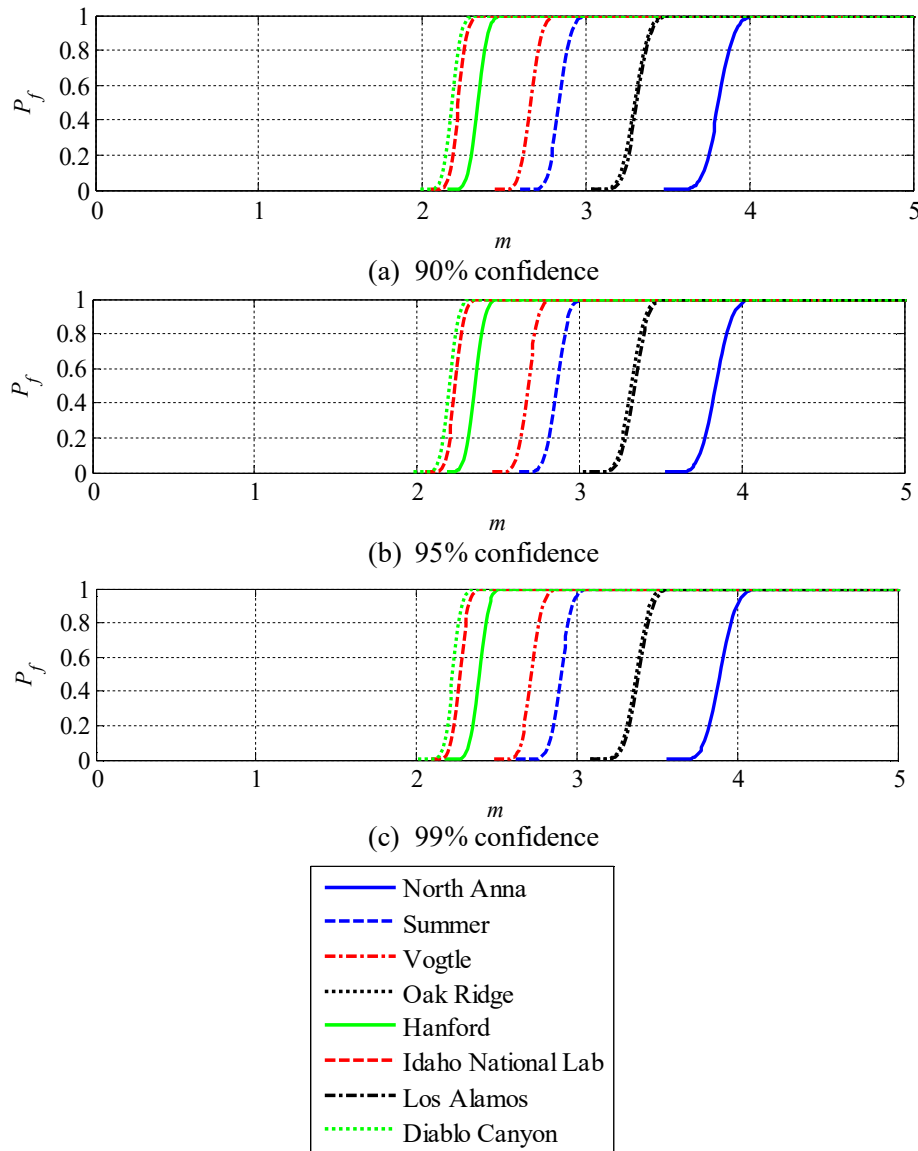 1
0.8
0.6
0.4
0.2
0
P_f
0 1 2 3 4 5
m
(a) 90% confidence
1
0.8
0.6
0.4
0.2
0
P_f
0 1 2 3 4 5
m
(b) 95% confidence
1
0.8
0.6
0.4
0.2
0
P_f
0 1 2 3 4 5
m
(c) 99% confidence
North Anna
Summer
Vogtle
Oak Ridge
Hanford
Idaho National Lab
Los Alamos
Diablo Canyon